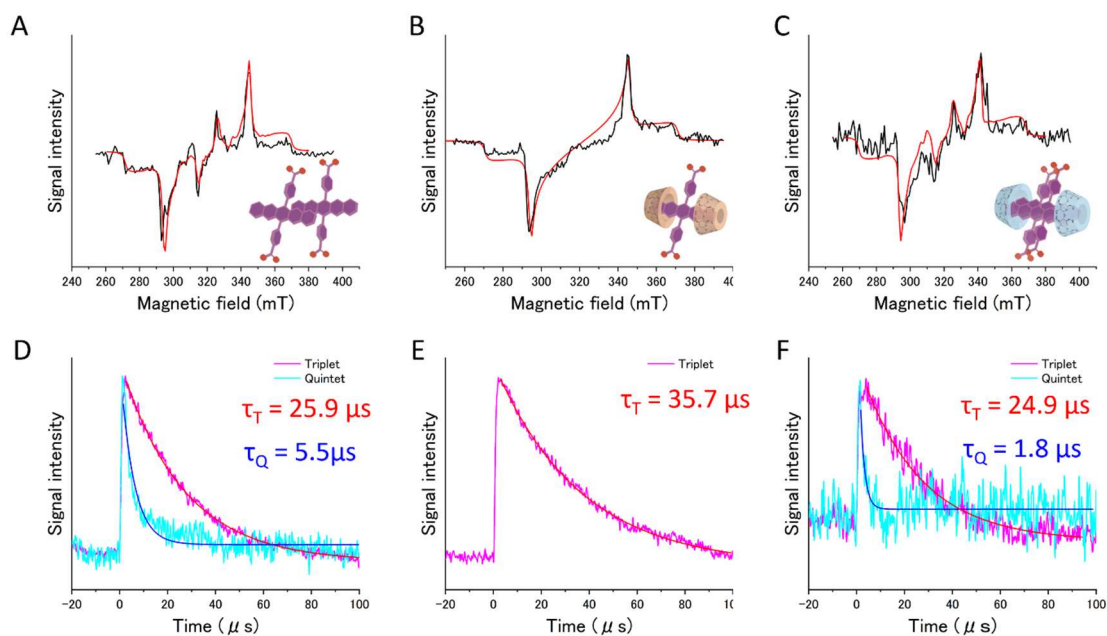 A
B
C
Signal intensity
Signal intensity
Signal intensity
240 260 280 300 320 340 360 380 400
260 280 300 320 340 360 380
240 260 280 300 320 340 360 380 400
Magnetic field (mT)
Magnetic field (mT)
Magnetic field (mT)
D
E
F
Triplet
Quintet
τT = 25.9 μs
τQ = 5.5μs
Triplet
τT = 35.7 μs
Triplet
Quintet
τT = 24.9 μs
τQ = 1.8 μs
Signal intensity
Signal intensity
Signal intensity
-20 0 20 40 60 80 100
-20 0 20 40 60 80 10
-20 0 20 40 60 80 100
Time ( μ s)
Time ( μ s)
Time ( μ s)